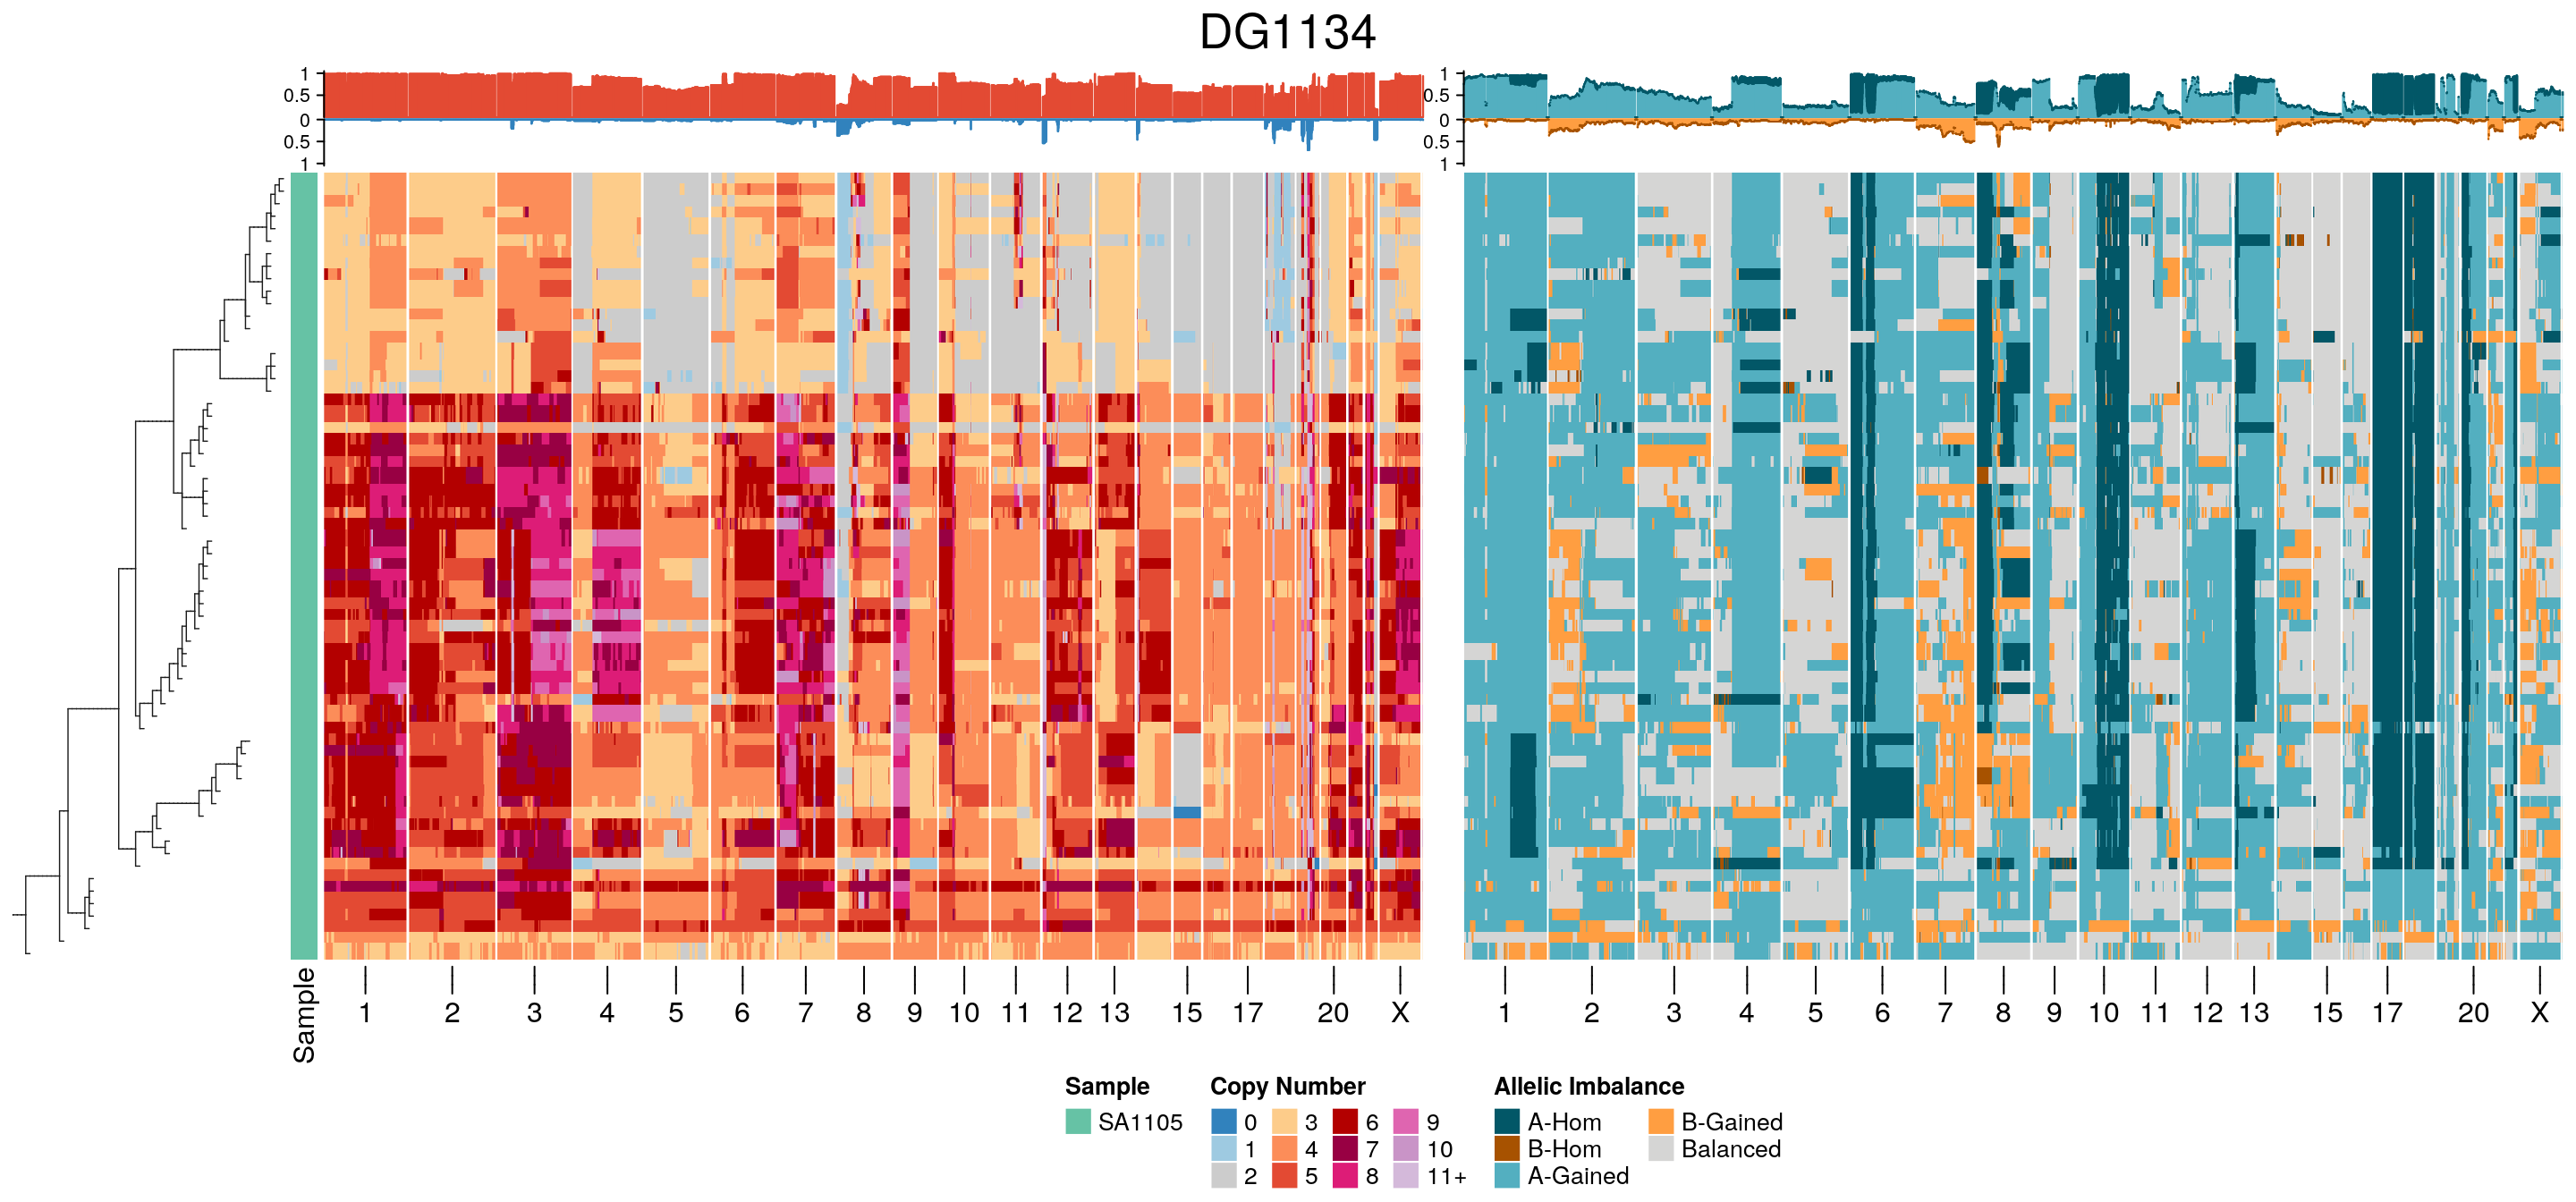 DG1134
1
0.5
0
0.5
1
1
0.5
0
0.5
1
Sample
1 2 3 4 5 6 7 8 9 10 11 12 13 15 17 20 X
1 2 3 4 5 6 7 8 9 10 11 12 13 15 17 20 X
Sample
SA1105
Copy Number
0 3 6 9
1 4 7 10
2 5 8 11+
Allelic Imbalance
A-Hom B-Gained
B-Hom Balanced
A-Gained